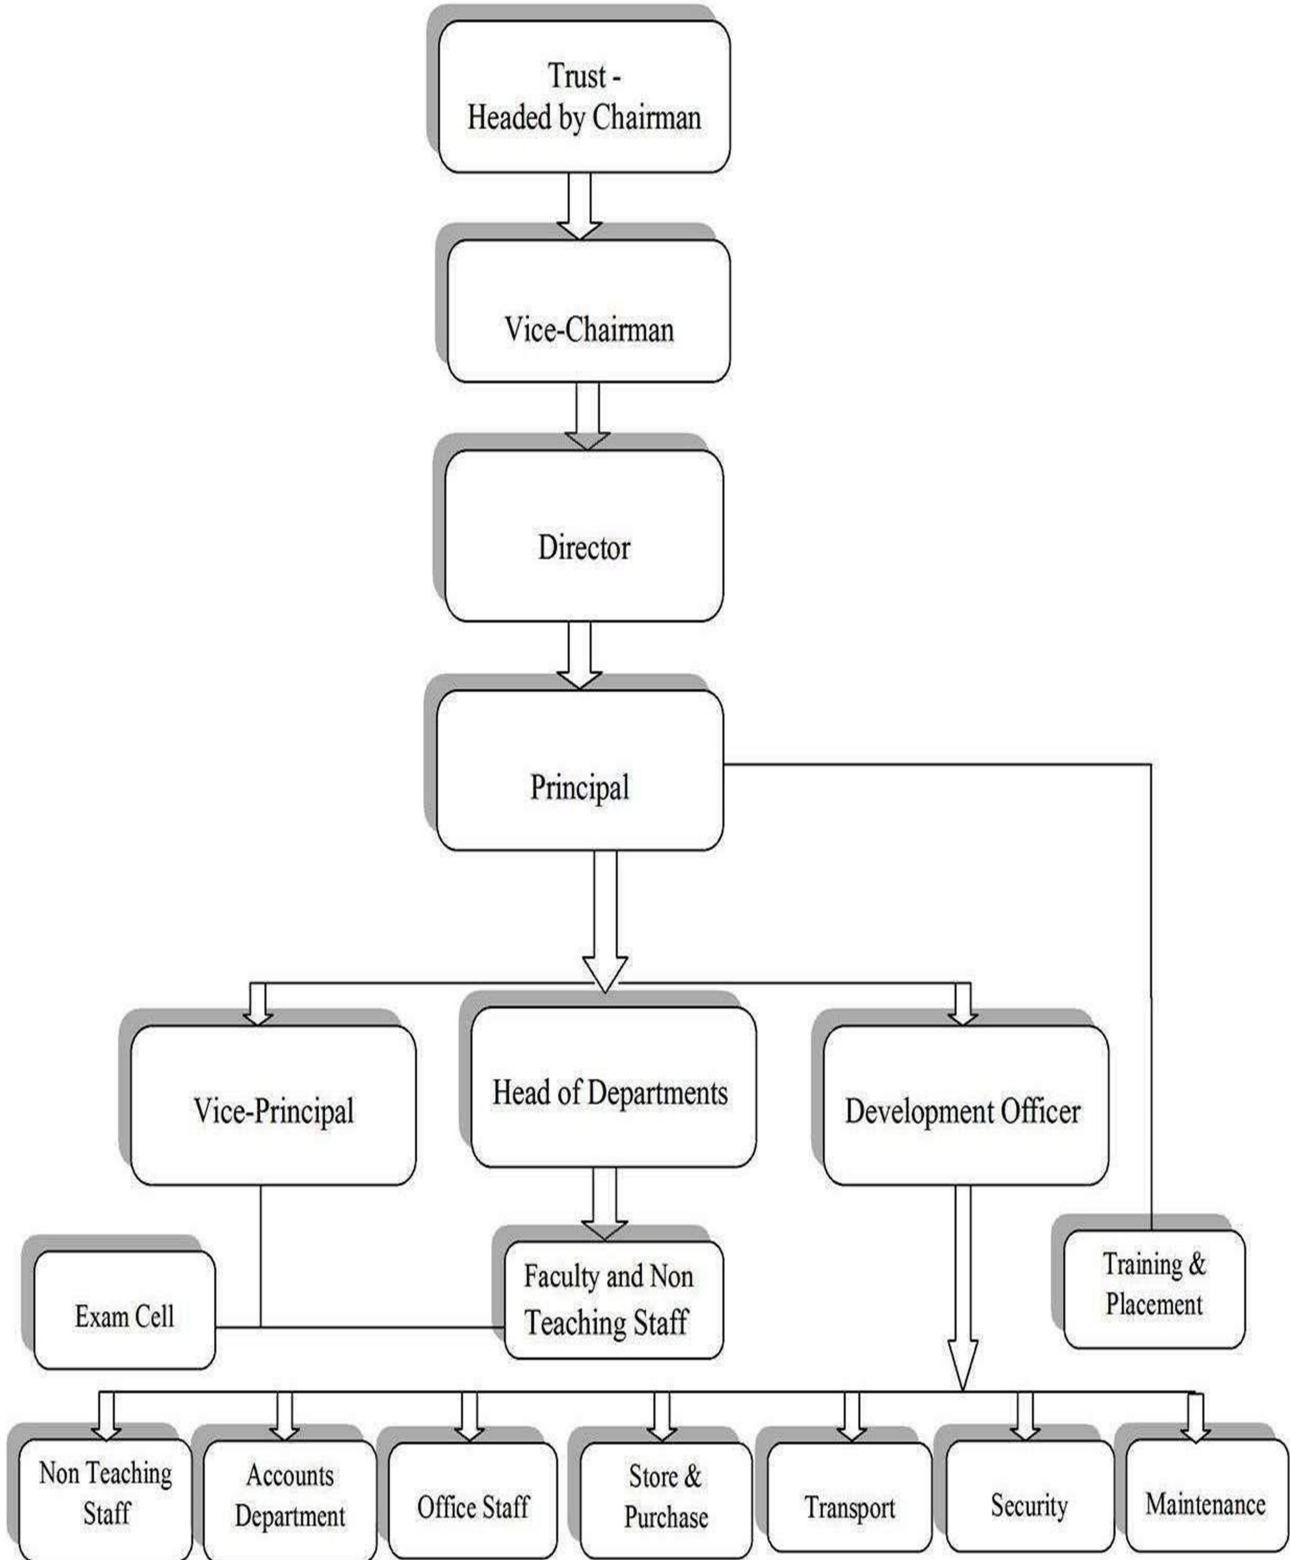 Trust -
Headed by Chairman
Vice-Chairman
Director
Principal
Vice-Principal
Head of Departments
Development Officer
Exam Cell
Faculty and Non
Teaching Staff
Training &
Placement
Non Teaching
Staff
Accounts
Department
Office Staff
Store &
Purchase
Transport
Security
Maintenance